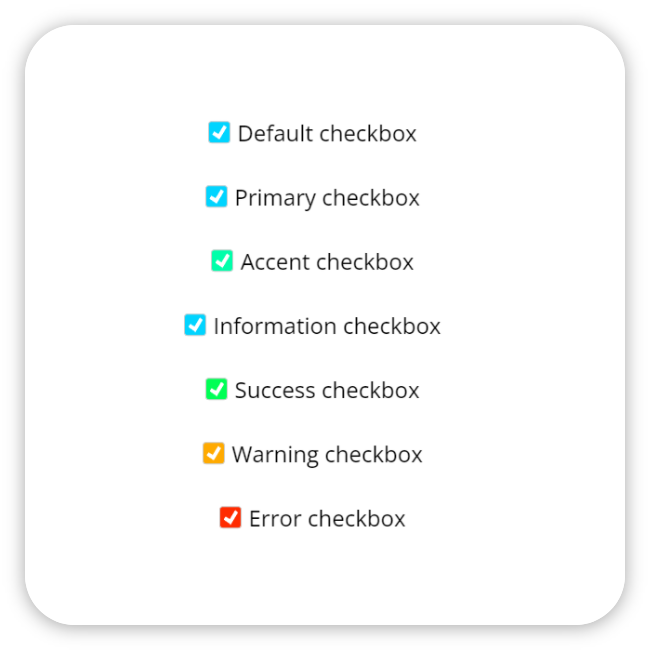 Default checkbox
Primary checkbox
Accent checkbox
Information checkbox
Success checkbox
Warning checkbox
Error checkbox